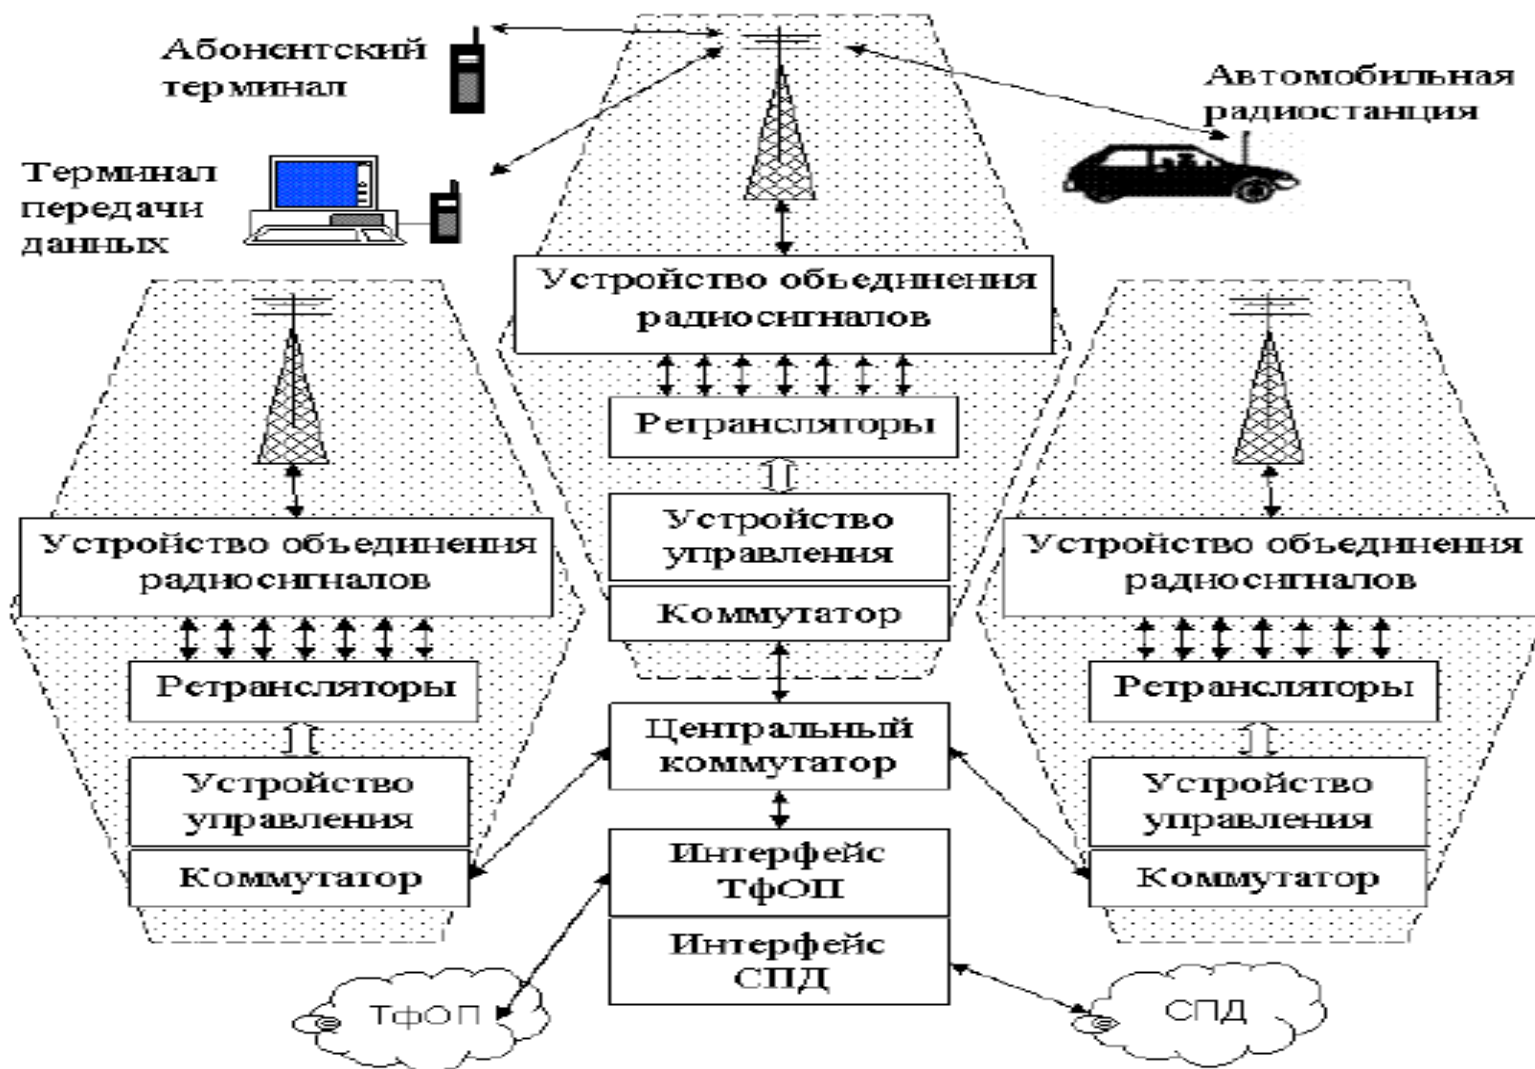 Абонентский
терминал
Автомобильная
радиостанция
Терминал
передачи
данных
Устройство объединения
радиосигналов
Ретрансляторы
Устройство
управления
Коммутатор
Устройство объединения
радиосигналов
Ретрансляторы
Устройство
управления
Коммутатор
Устройство объединения
радиосигналов
Ретрансляторы
Устройство
управления
Коммутатор
Центральный
коммутатор
Интерфейс
ТфОП
Интерфейс
СПД
ТфОП
СПД